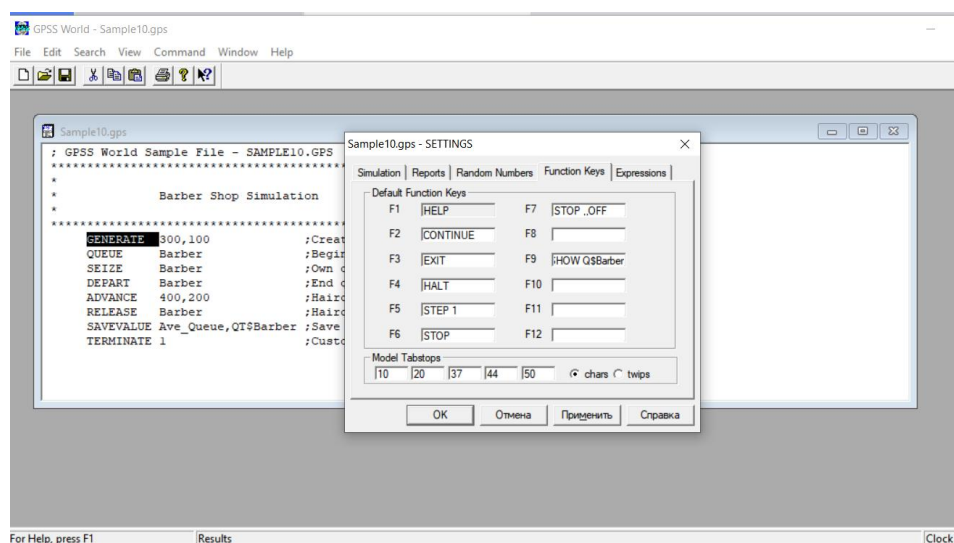 GPSS World - Sample10.gps
File Edit Search View Command Window Help
Sample10.gps
; GPSS World Sample File - SAMPLE10.GPS
*****************************************
*
* Barber Shop Simulation
*
*****************************************
GENERATE 300,100 ;Creat
QUEUE Barber ;Begin
SEIZE Barber ;Own
DEPART Barber ;End
ADVANCE 400,200 ;Hairc
RELEASE Barber ;Hairc
SAVEVALUE Ave_Queue,QT$Barber ;Save
TERMINATE 1 ;Custo
Sample10.gps - SETTINGS
Simulation Reports Random Numbers Function Keys Expressions
Default Function Keys
F1 HELP F7 STOP ,,OFF
F2 CONTINUE F8
F3 EXIT F9 SHOW Q$Barber
F4 HALT F10
F5 STEP 1 F11
F6 STOP F12
Model Tabstops
10 20 37 44 50 chars twips
OK Отмена Применить Справка
For Help, press F1 Results Clock